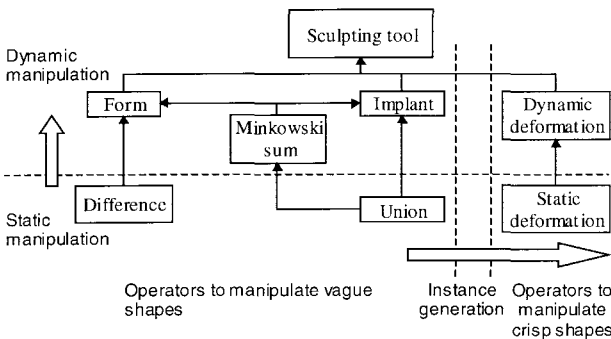 Sculpting tool
Dynamic
manipulation
Form
Implant
Dynamic
deformation
Minkowski
sum
Difference
Union
Static
deformation
Static
manipulation
Operators to manipulate vague
shapes
Instance
generation
Operators to
manipulate
crisp shapes